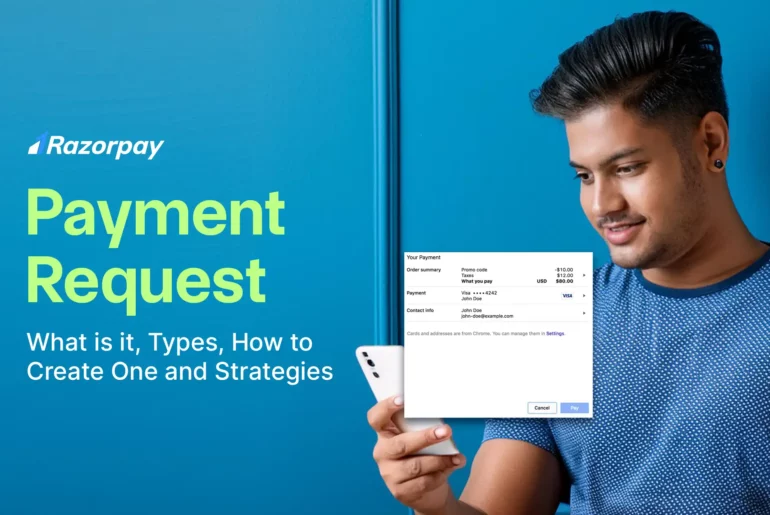 Razorpay
Payment
Request
What is it, Types, How to
Create One and Strategies
Your Payment
Order summary
Promo code -$10.00
Taxes $12.00
What you pay USD $80.00
Payment
Visa ••••4242
John Doe
VISA
Contact info
John Doe
john-doe@example.com
Cards and addresses are from Chrome. You can manage them in Settings.
Cancel Pay